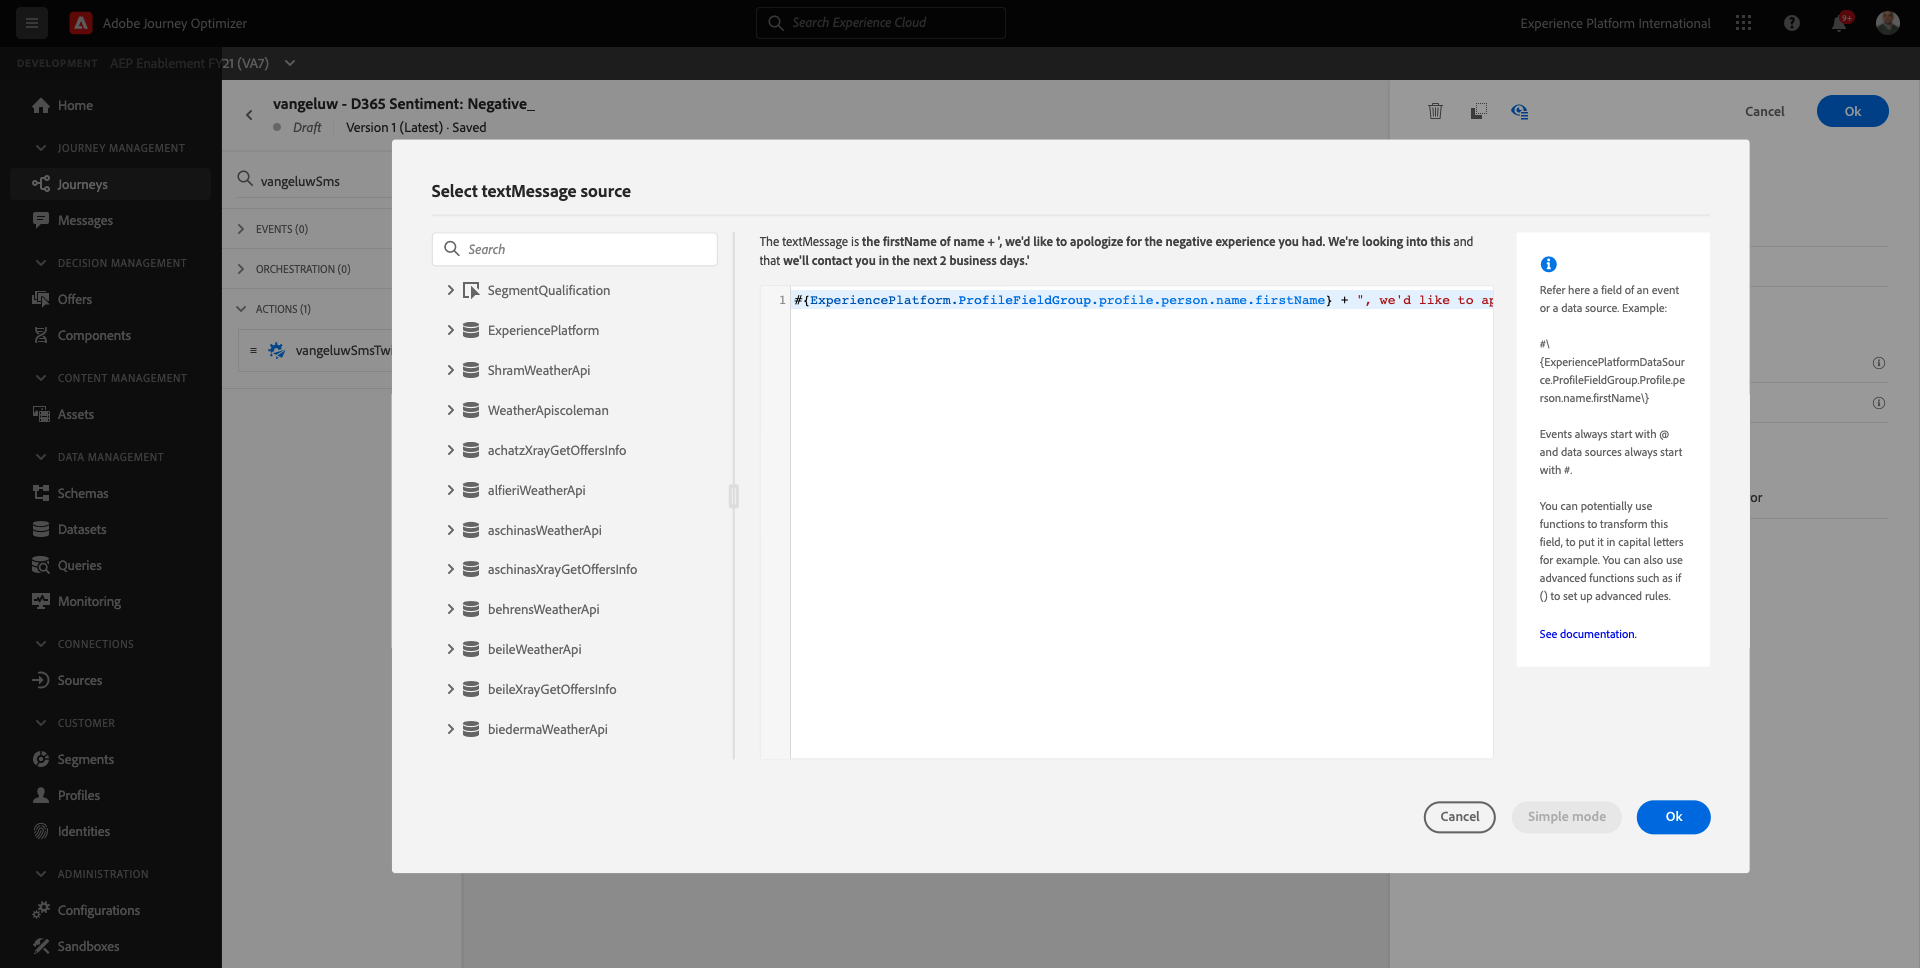 Adobe Journey Optimizer
Search Experience Cloud
Experience Platform International
9+
DEVELOPMENT AEP Enablement FY21 (VA7)
Home
JOURNEY MANAGEMENT
Journeys
Messages
DECISION MANAGEMENT
Offers
Components
CONTENT MANAGEMENT
Assets
DATA MANAGEMENT
Schemas
Datasets
Queries
Monitoring
CONNECTIONS
Sources
CUSTOMER
Segments
Profiles
Identities
ADMINISTRATION
Configurations
Sandboxes
vangeluw - D365 Sentiment: Negative_
Draft Version 1 (Latest) · Saved
vangeluwSms
EVENTS (0)
ORCHESTRATION (0)
ACTIONS (1)
vangeluwSmsTwi
Cancel
Ok
or
Select textMessage source
Search
SegmentQualification
ExperiencePlatform
ShramWeatherApi
WeatherApiscoleman
achatzXrayGetOffersInfo
alfieriWeatherApi
aschinasWeatherApi
aschinasXrayGetOffersInfo
behrensWeatherApi
beileWeatherApi
beileXrayGetOffersInfo
biedermaWeatherApi
The textMessage is the firstName of name + ', we'd like to apologize for the negative experience you had. We're looking into this and
that we'll contact you in the next 2 business days.'
1 #{ExperiencePlatform.ProfileFieldGroup.profile.person.name.firstName} + ", we'd like to ap
Refer here a field of an event
or a data source. Example:
#\
{ExperiencePlatformDataSour
ce.ProfileFieldGroup.Profile.pe
rson.name.firstName\}
Events always start with @
and data sources always start
with #.
You can potentially use
functions to transform this
field, to put it in capital letters
for example. You can also use
advanced functions such as if
() to set up advanced rules.
See documentation.
Cancel
Simple mode
Ok